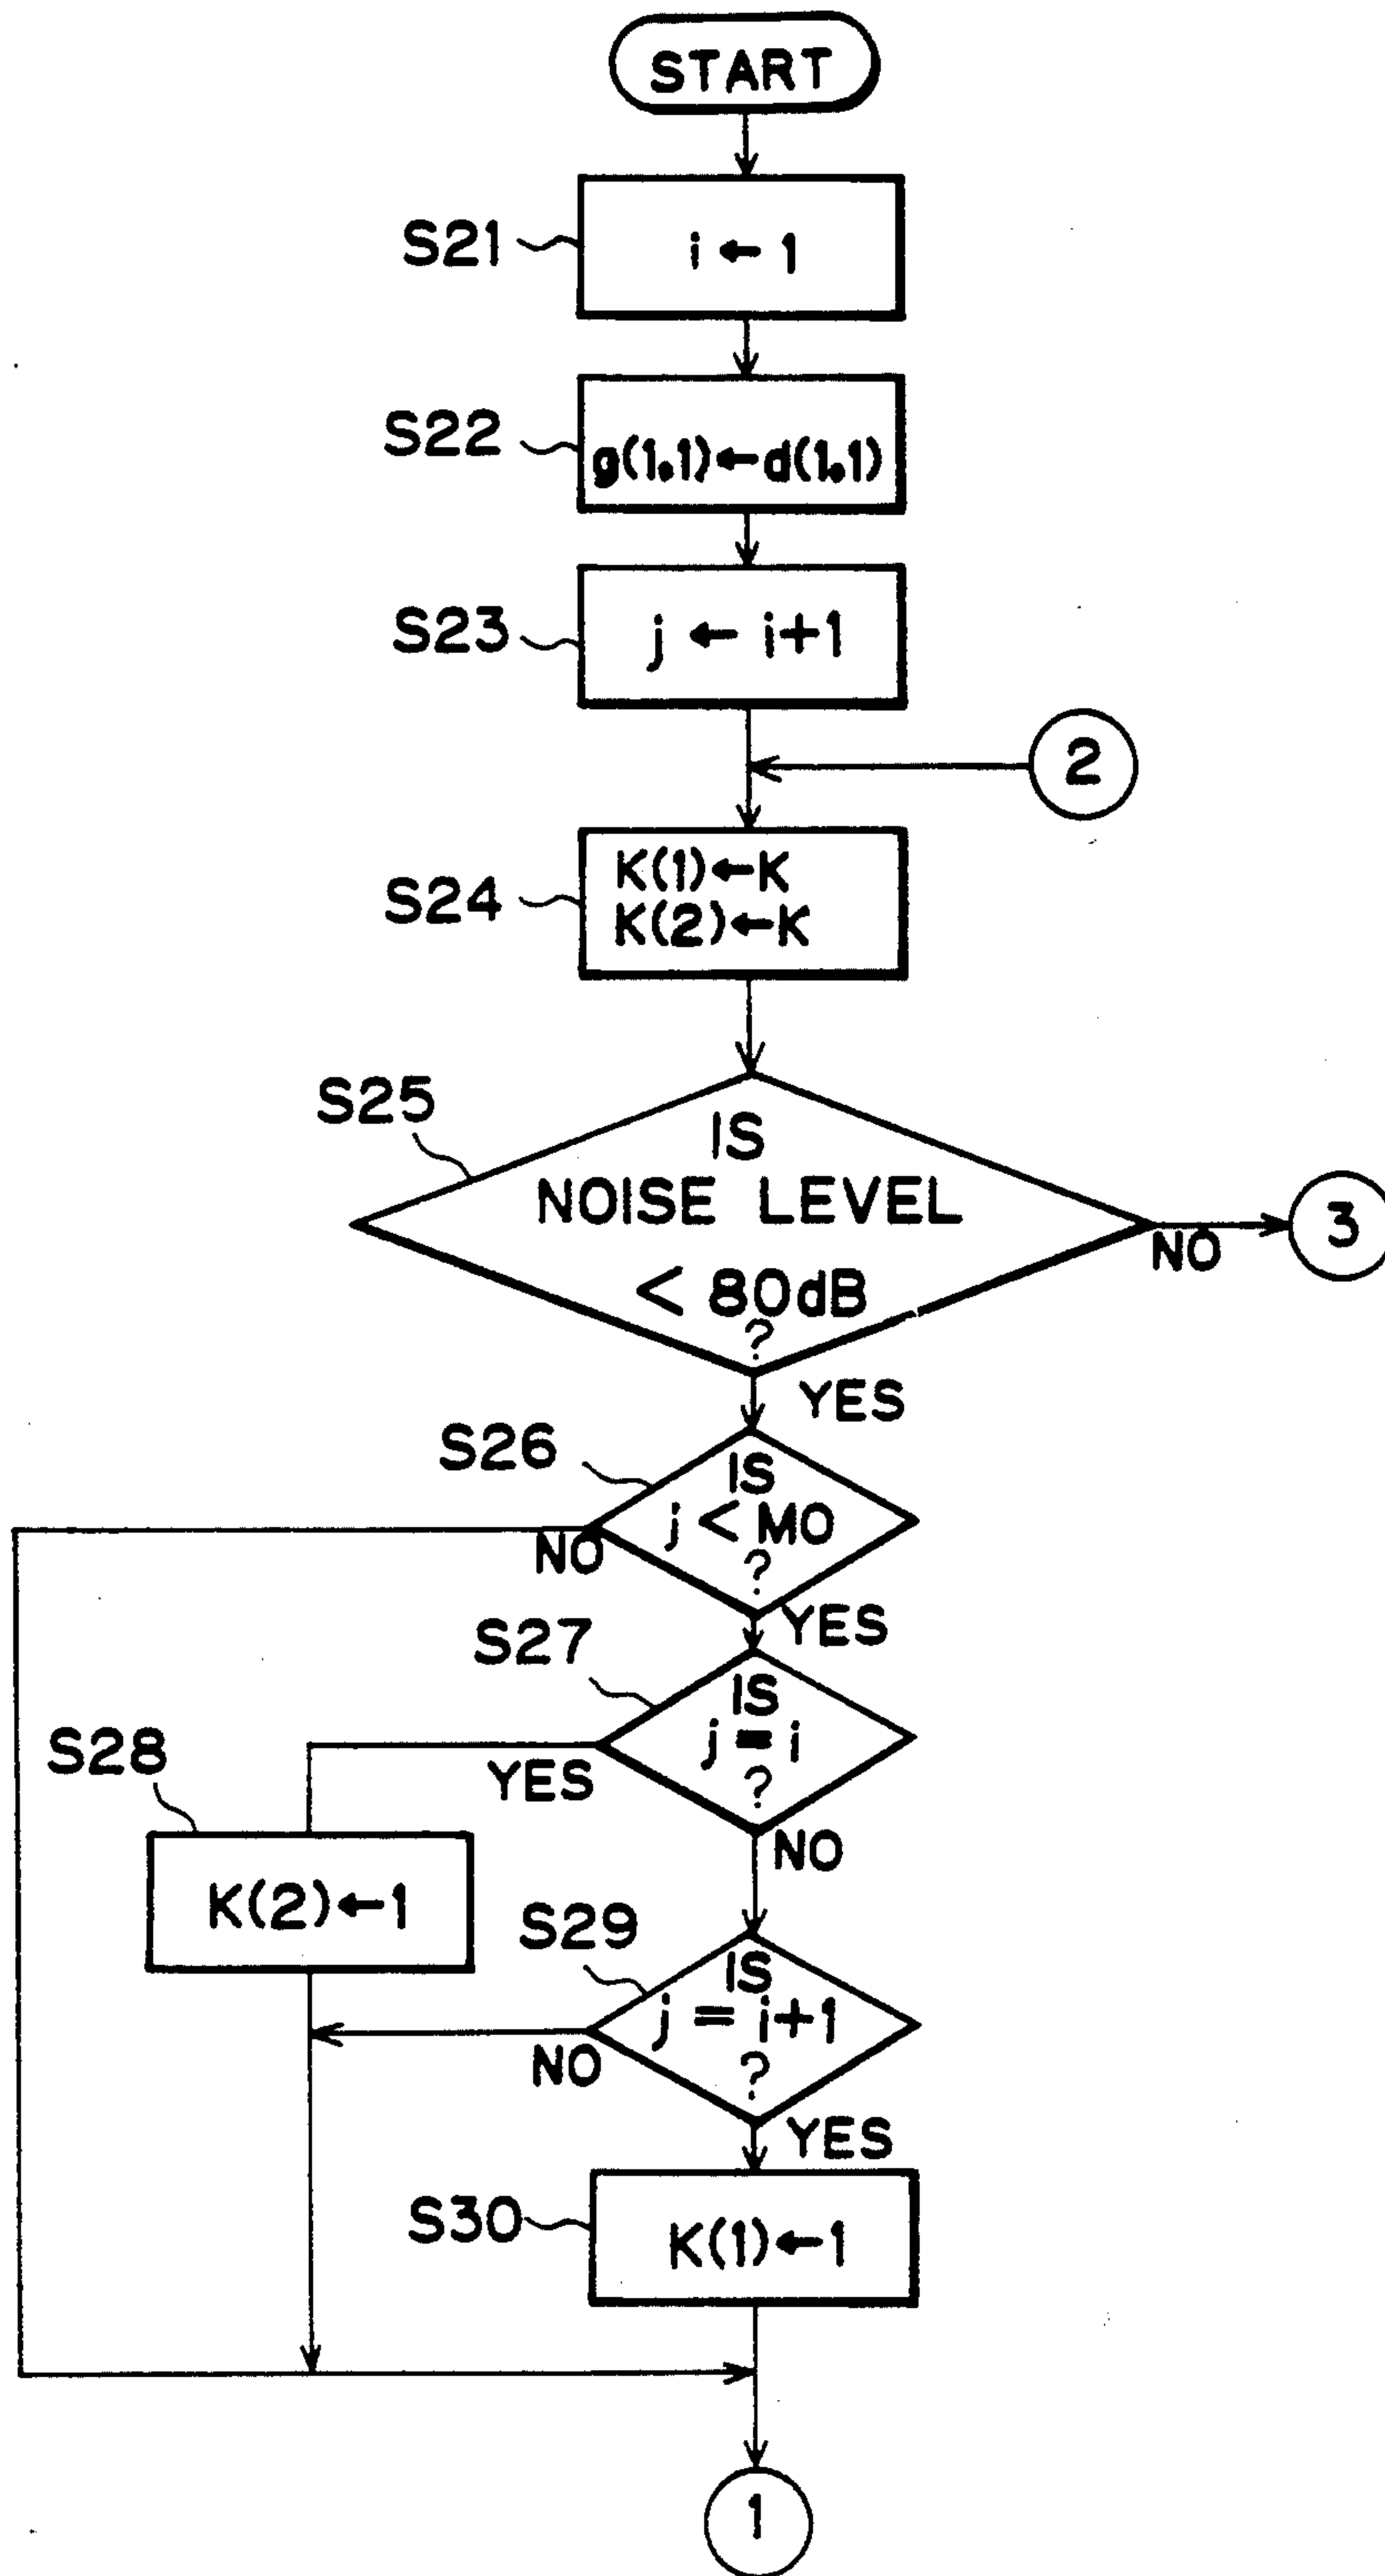 START
S21
i ← 1
S22
g(1.1)←d(1.1)
S23
j ← i+1
2
S24
K(1)←K
K(2)←K
S25
IS
NOISE LEVEL
< 80dB
?
NO
3
YES
S26
IS
j < M0
?
NO
YES
S27
IS
j = i
?
YES
NO
S28
K(2)←1
S29
IS
j = i+1
?
NO
YES
S30
K(1)←1
1